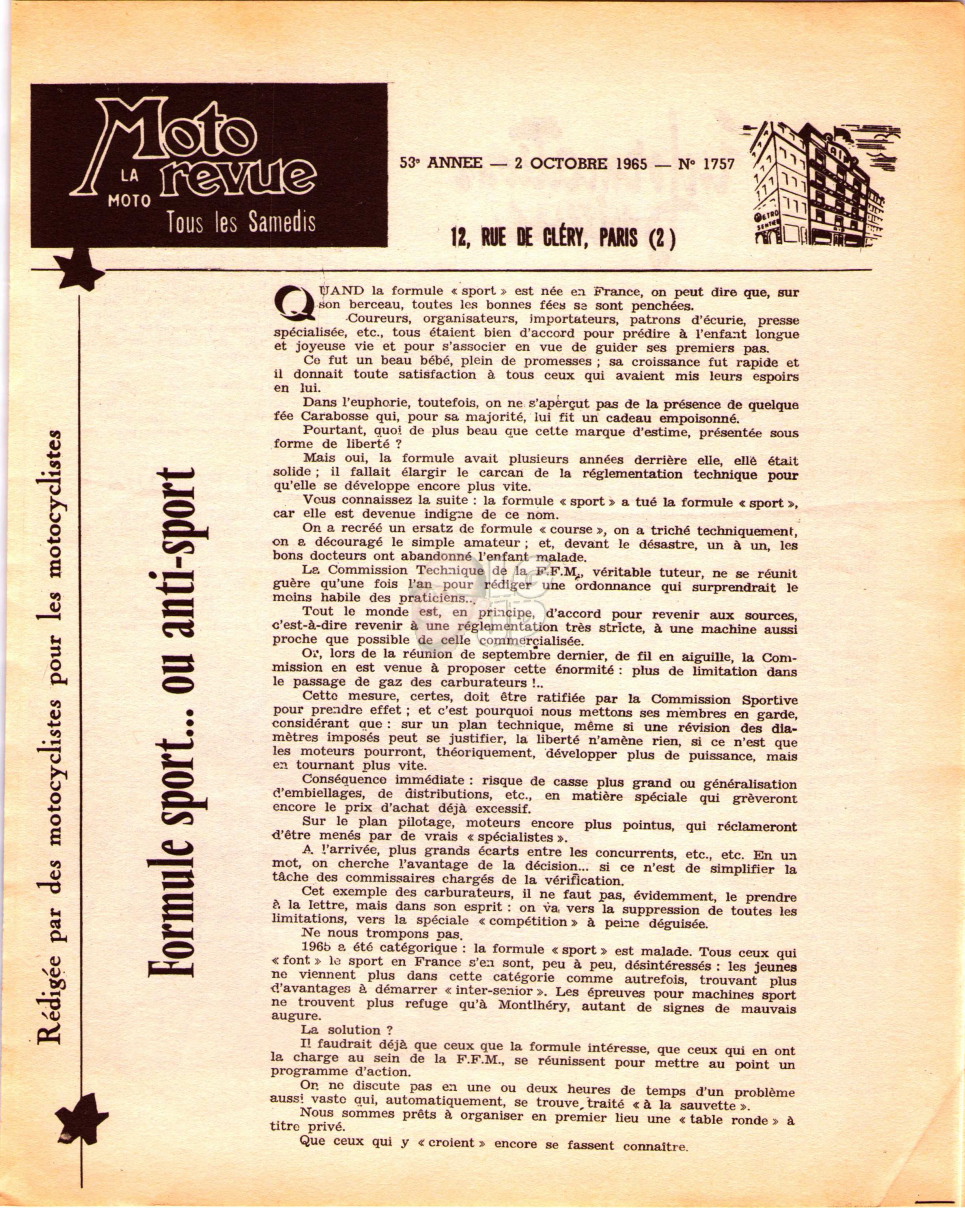 Moto
revue
LA
MOTO
Tous les Samedis
53e ANNEE — 2 OCTOBRE 1965 — No 1757
12, RUE DE CLÉRY, PARIS (2)
METRO
SENTIER
Rédigée par des motocyclistes pour les motocyclistes
Formule sport... ou anti-sport
QUAND la formule « sport » est née en France, on peut dire que, sur
son berceau, toutes les bonnes fées se sont penchées.
Coureurs, organisateurs, importateurs, patrons d'écurie, presse
spécialisée, etc., tous étaient bien d'accord pour prédire à l'enfant longue
et joyeuse vie et pour s'associer en vue de guider ses premiers pas.
Ce fut un beau bébé, plein de promesses ; sa croissance fut rapide et
il donnait toute satisfaction à tous ceux qui avaient mis leurs espoirs
en lui.
Dans l'euphorie, toutefois, on ne s'aperçut pas de la présence de quelque
fée Carabosse qui, pour sa majorité, lui fit un cadeau empoisonné.
Pourtant, quoi de plus beau que cette marque d'estime, présentée sous
forme de liberté ?
Mais oui, la formule avait plusieurs années derrière elle, elle était
solide ; il fallait élargir le carcan de la réglementation technique pour
qu'elle se développe encore plus vite.
Vous connaissez la suite : la formule « sport » a tué la formule « sport »,
car elle est devenue indigne de ce nom.
On a recréé un ersatz de formule « course », on a triché techniquement,
on a découragé le simple amateur ; et, devant le désastre, un à un, les
bons docteurs ont abandonné l'enfant malade.
La Commission Technique de la F.F.M., véritable tuteur, ne se réunit
guère qu'une fois l'an pour rédiger une ordonnance qui surprendrait le
moins habile des praticiens...
Tout le monde est, en principe, d'accord pour revenir aux sources,
c'est-à-dire revenir à une réglementation très stricte, à une machine aussi
proche que possible de celle commercialisée.
Or, lors de la réunion de septembre dernier, de fil en aiguille, la Com-
mission en est venue à proposer cette énormité : plus de limitation dans
le passage de gaz des carburateurs !..
Cette mesure, certes, doit être ratifiée par la Commission Sportive
pour prendre effet ; et c'est pourquoi nous mettons ses membres en garde,
considérant que : sur un plan technique, même si une révision des dia-
mètres imposés peut se justifier, la liberté n'amène rien, si ce n'est que
les moteurs pourront, théoriquement, développer plus de puissance, mais
en tournant plus vite.
Conséquence immédiate : risque de casse plus grand ou généralisation
d'embiellages, de distributions, etc., en matière spéciale qui grèveront
encore le prix d'achat déjà excessif.
Sur le plan pilotage, moteurs encore plus pointus, qui réclameront
d'être menés par de vrais « spécialistes ».
A l'arrivée, plus grands écarts entre les concurrents, etc., etc. En un
mot, on cherche l'avantage de la décision... si ce n'est de simplifier la
tâche des commissaires chargés de la vérification.
Cet exemple des carburateurs, il ne faut pas, évidemment, le prendre
à la lettre, mais dans son esprit : on va vers la suppression de toutes les
limitations, vers la spéciale « compétition » à peine déguisée.
Ne nous trompons pas.
1965 a été catégorique : la formule « sport » est malade. Tous ceux qui
« font » le sport en France s'en sont, peu à peu, désintéressés : les jeunes
ne viennent plus dans cette catégorie comme autrefois, trouvant plus
d'avantages à démarrer « inter-senior ». Les épreuves pour machines sport
ne trouvent plus refuge qu'à Montlhéry, autant de signes de mauvais
augure.
La solution ?
Il faudrait déjà que ceux que la formule intéresse, que ceux qui en ont
la charge au sein de la F.F.M., se réunissent pour mettre au point un
programme d'action.
On ne discute pas en une ou deux heures de temps d'un problème
aussi vaste qui, automatiquement, se trouve traité « à la sauvette ».
Nous sommes prêts à organiser en premier lieu une « table ronde » à
titre privé.
Que ceux qui y « croient » encore se fassent connaître.